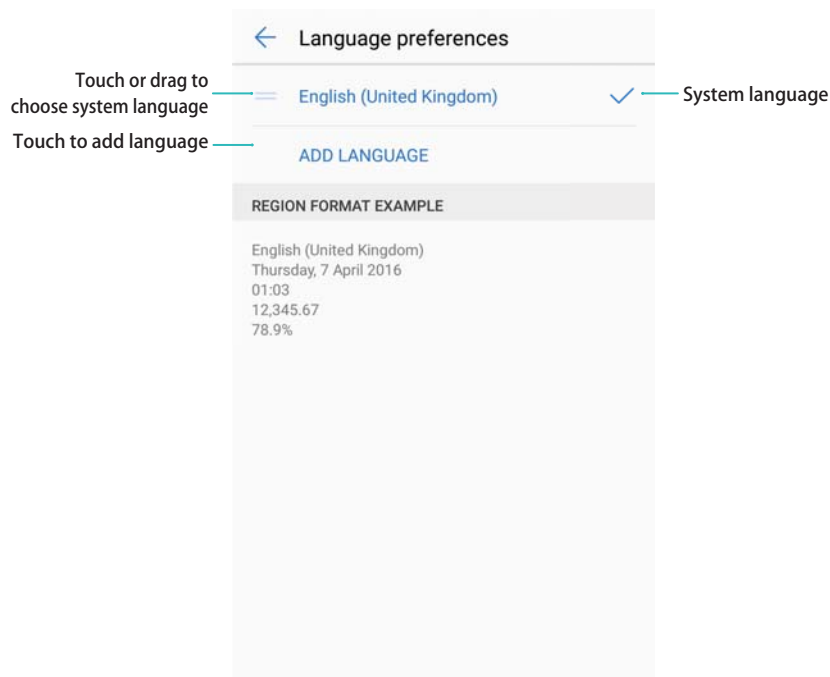 Language preferences
Touch or drag to
choose system language
English (United Kingdom)
System language
Touch to add language
ADD LANGUAGE
REGION FORMAT EXAMPLE
English (United Kingdom)
Thursday, 7 April 2016
01:03
12,345.67
78.9%